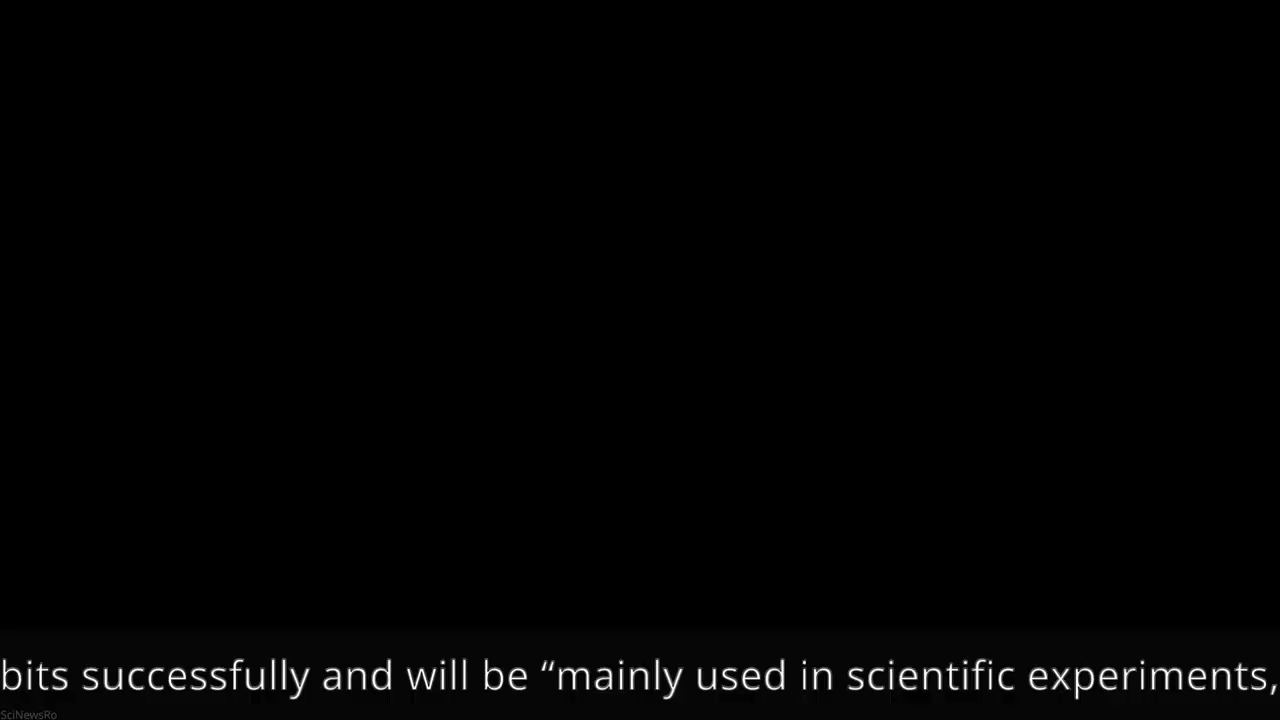 bits successfully and will be “mainly used in scientific experiments,
SciNewsRo